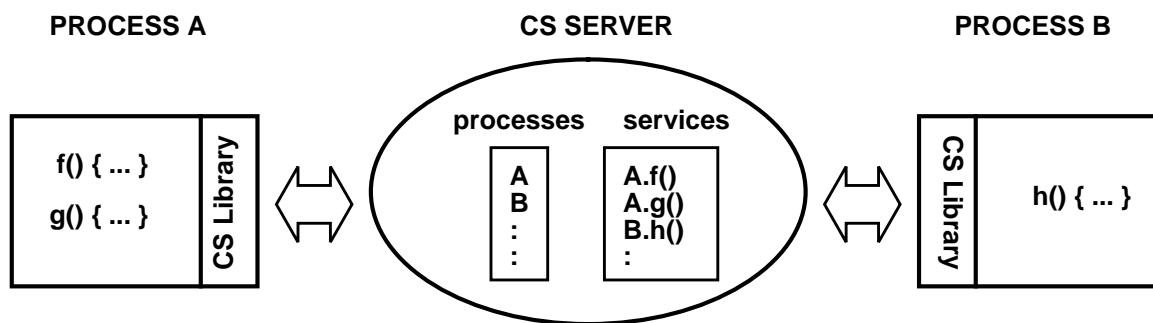 PROCESS A
CS SERVER
PROCESS B
f() { ... }
g() { ... }
CS Library
processes
services
A
B
:
:
A.f()
A.g()
B.h()
:
CS Library
h() { ... }